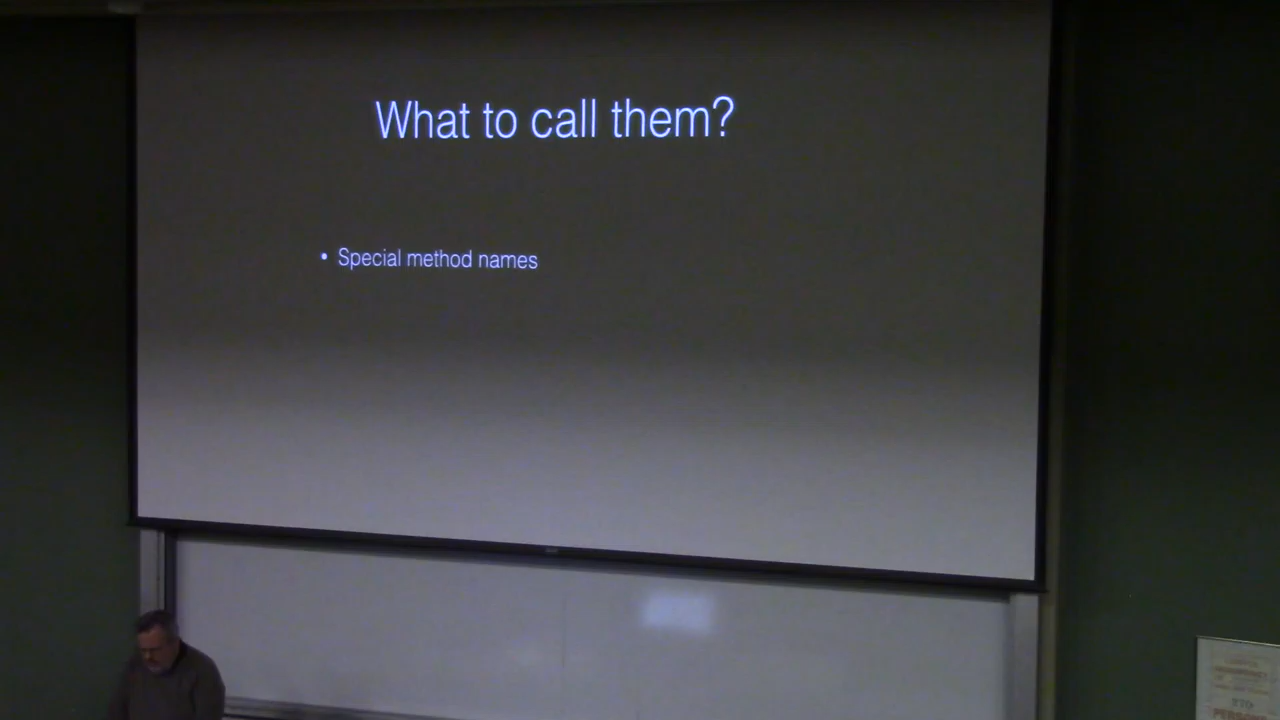 What to call them?
• Special method names